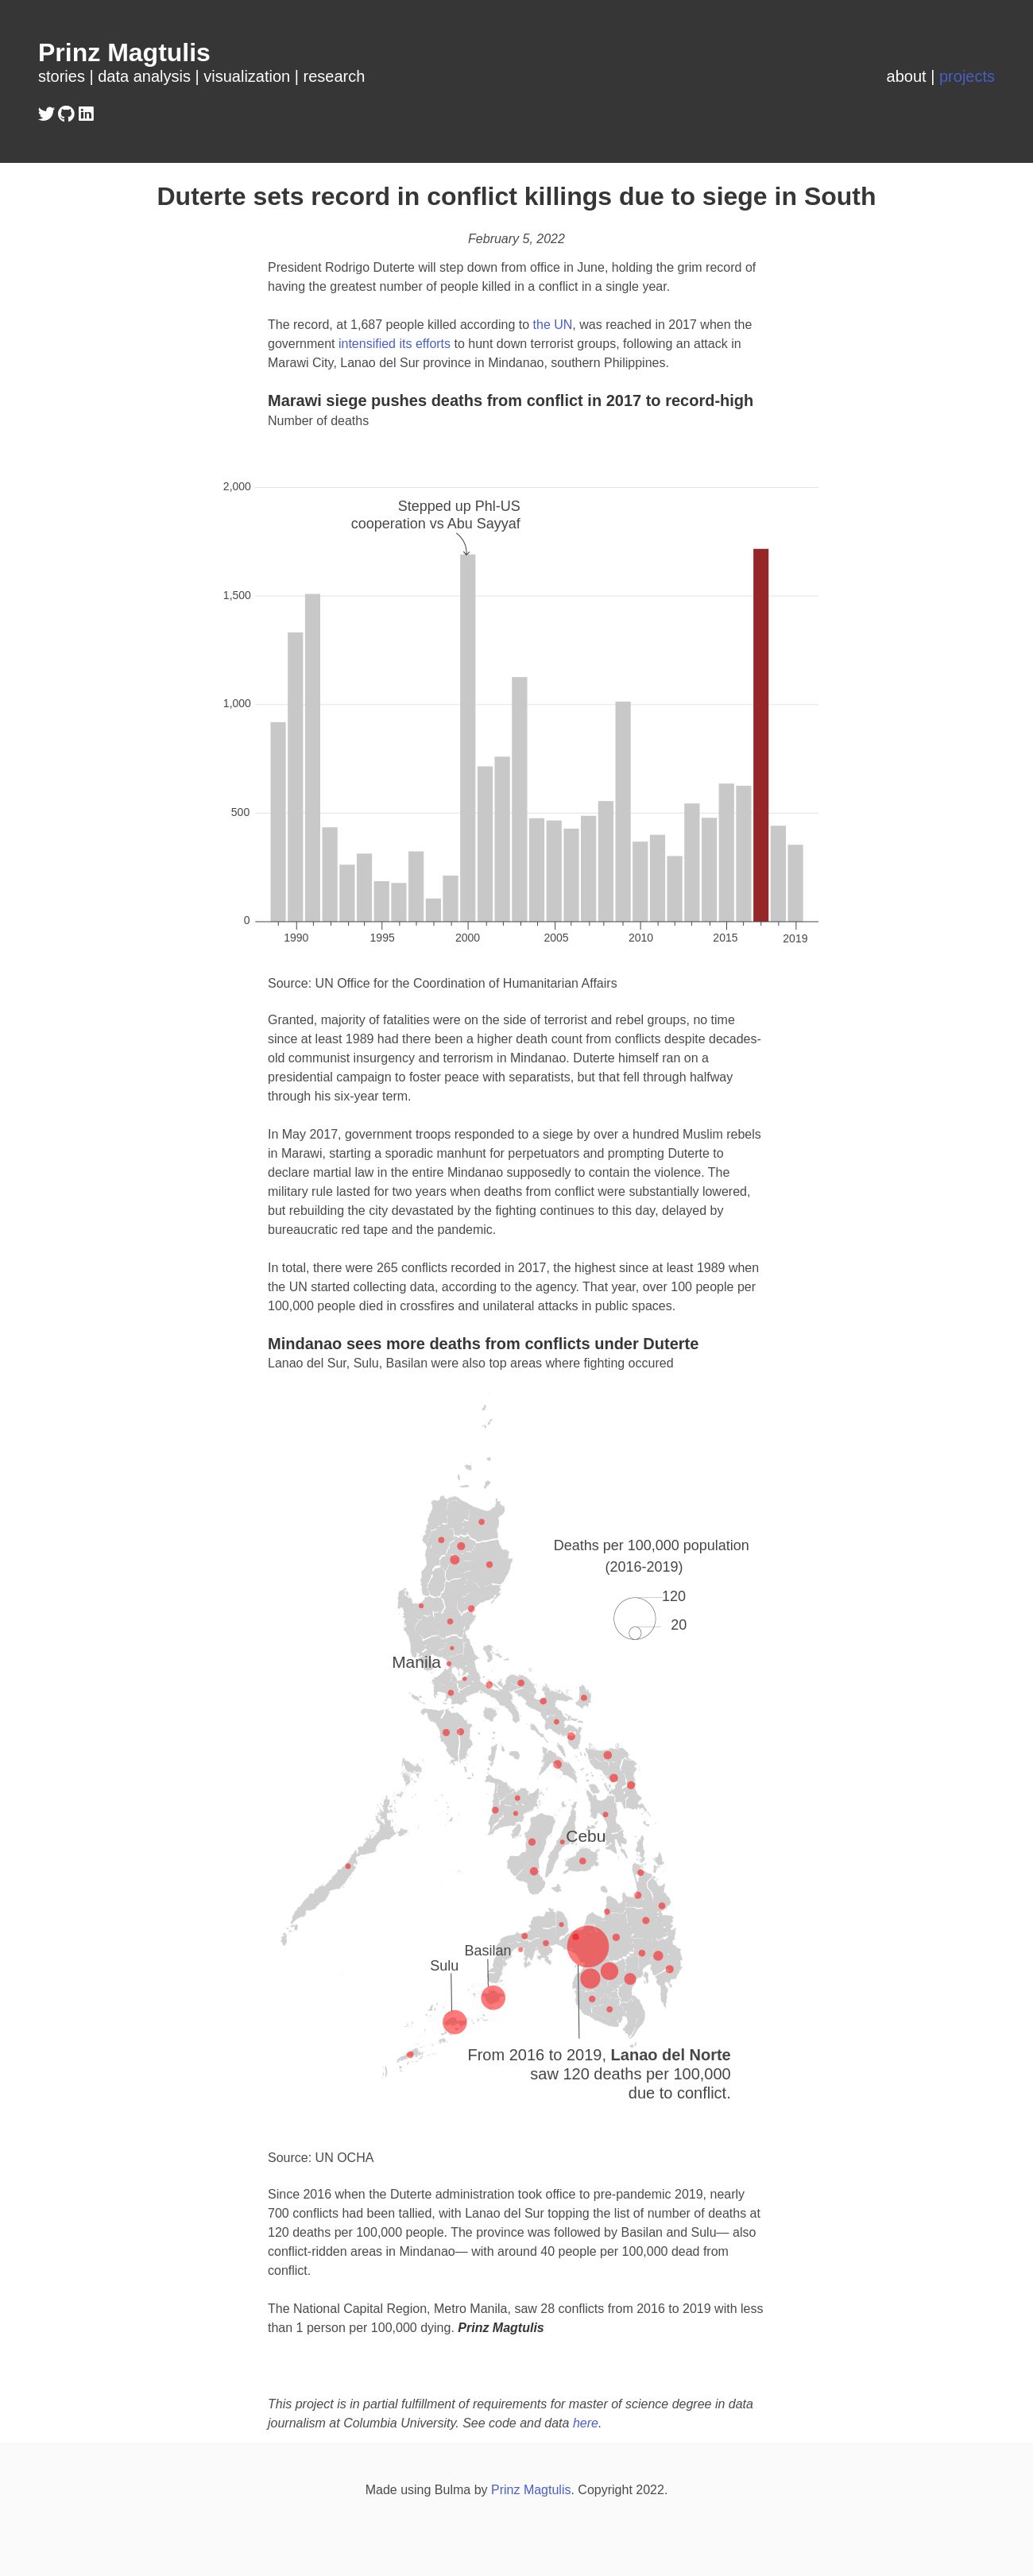 Prinz Magtulis
stories | data analysis | visualization | research
about | projects
Duterte sets record in conflict killings due to siege in South
February 5, 2022
President Rodrigo Duterte will step down from office in June, holding the grim record of
having the greatest number of people killed in a conflict in a single year.
The record, at 1,687 people killed according to the UN, was reached in 2017 when the
government intensified its efforts to hunt down terrorist groups, following an attack in
Marawi City, Lanao del Sur province in Mindanao, southern Philippines.
Marawi siege pushes deaths from conflict in 2017 to record-high
Number of deaths
2,000
Stepped up Phl-US
cooperation vs Abu Sayyaf
1,500
1,000
500
0
1990 1995 2000 2005 2010 2015 2019
Source: UN Office for the Coordination of Humanitarian Affairs
Granted, majority of fatalities were on the side of terrorist and rebel groups, no time
since at least 1989 had there been a higher death count from conflicts despite decades-
old communist insurgency and terrorism in Mindanao. Duterte himself ran on a
presidential campaign to foster peace with separatists, but that fell through halfway
through his six-year term.
In May 2017, government troops responded to a siege by over a hundred Muslim rebels
in Marawi, starting a sporadic manhunt for perpetuators and prompting Duterte to
declare martial law in the entire Mindanao supposedly to contain the violence. The
military rule lasted for two years when deaths from conflict were substantially lowered,
but rebuilding the city devastated by the fighting continues to this day, delayed by
bureaucratic red tape and the pandemic.
In total, there were 265 conflicts recorded in 2017, the highest since at least 1989 when
the UN started collecting data, according to the agency. That year, over 100 people per
100,000 people died in crossfires and unilateral attacks in public spaces.
Mindanao sees more deaths from conflicts under Duterte
Lanao del Sur, Sulu, Basilan were also top areas where fighting occured
Deaths per 100,000 population
(2016-2019)
120
20
Manila
Cebu
Basilan
Sulu
From 2016 to 2019, Lanao del Norte
saw 120 deaths per 100,000
due to conflict.
Source: UN OCHA
Since 2016 when the Duterte administration took office to pre-pandemic 2019, nearly
700 conflicts had been tallied, with Lanao del Sur topping the list of number of deaths at
120 deaths per 100,000 people. The province was followed by Basilan and Sulu— also
conflict-ridden areas in Mindanao— with around 40 people per 100,000 dead from
conflict.
The National Capital Region, Metro Manila, saw 28 conflicts from 2016 to 2019 with less
than 1 person per 100,000 dying. Prinz Magtulis
This project is in partial fulfillment of requirements for master of science degree in data
journalism at Columbia University. See code and data here.
Made using Bulma by Prinz Magtulis. Copyright 2022.